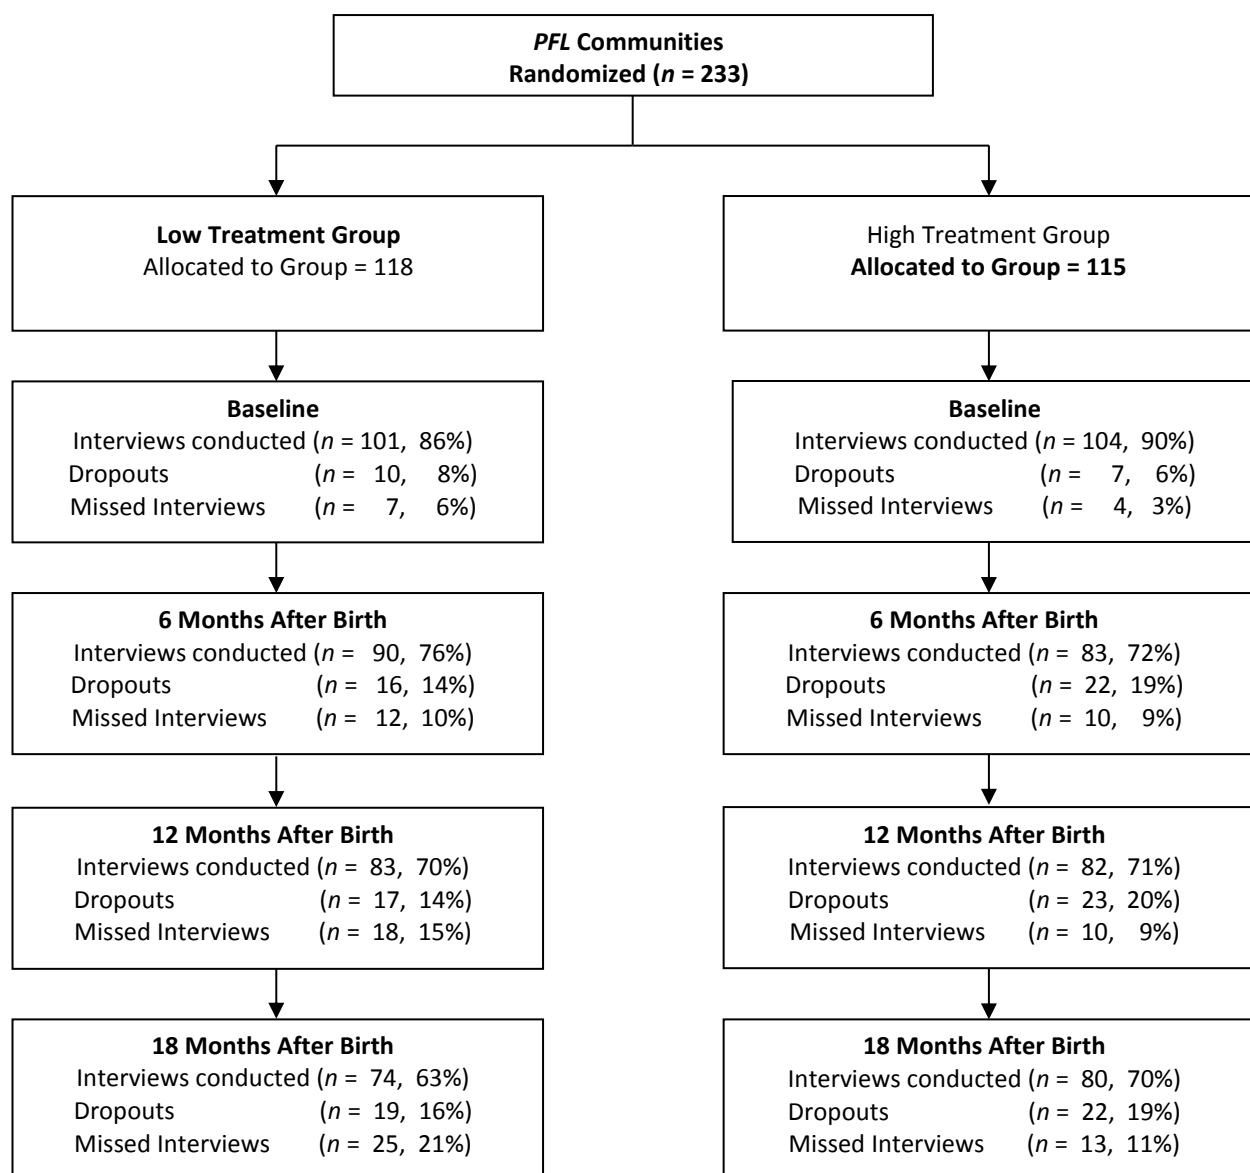 PFL Communities
Randomized (n = 233)
Low Treatment Group
Allocated to Group = 118
High Treatment Group
Allocated to Group = 115
Baseline
Interviews conducted (n = 101, 86%)
Dropouts (n = 10, 8%)
Missed Interviews (n = 7, 6%)
Baseline
Interviews conducted (n = 104, 90%)
Dropouts (n = 7, 6%)
Missed Interviews (n = 4, 3%)
6 Months After Birth
Interviews conducted (n = 90, 76%)
Dropouts (n = 16, 14%)
Missed Interviews (n = 12, 10%)
6 Months After Birth
Interviews conducted (n = 83, 72%)
Dropouts (n = 22, 19%)
Missed Interviews (n = 10, 9%)
12 Months After Birth
Interviews conducted (n = 83, 70%)
Dropouts (n = 17, 14%)
Missed Interviews (n = 18, 15%)
12 Months After Birth
Interviews conducted (n = 82, 71%)
Dropouts (n = 23, 20%)
Missed Interviews (n = 10, 9%)
18 Months After Birth
Interviews conducted (n = 74, 63%)
Dropouts (n = 19, 16%)
Missed Interviews (n = 25, 21%)
18 Months After Birth
Interviews conducted (n = 80, 70%)
Dropouts (n = 22, 19%)
Missed Interviews (n = 13, 11%)